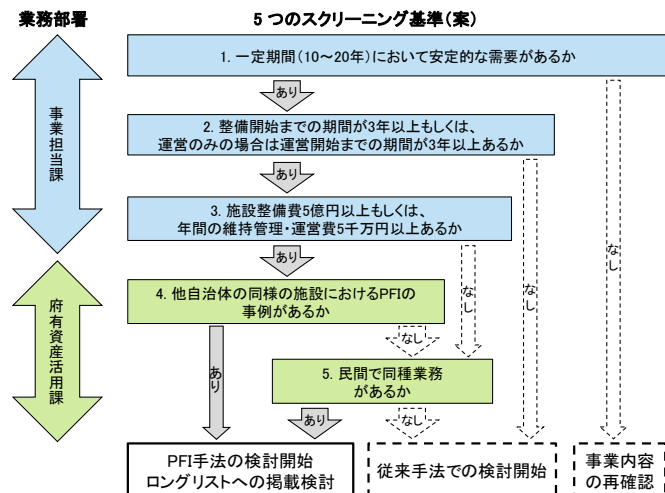 業務部署
5 つのスクリーニング基準(案)
事業担当課
府有資産活用課
1. 一定期間(10～20年)において安定的な需要があるか
あり
2. 整備開始までの期間が3年以上もしくは、
運営のみの場合は運営開始までの期間が3年以上あるか
あり
3. 施設整備費5億円以上もしくは、
年間の維持管理・運営費5千万円以上あるか
あり
なし
なし
なし
4. 他自治体の同様の施設におけるPFIの
事例があるか
あり
なし
5. 民間で同種業務
があるか
あり
なし
PFI手法の検討開始
ロングリストへの掲載検討
従来手法での検討開始
事業内容
の再確認